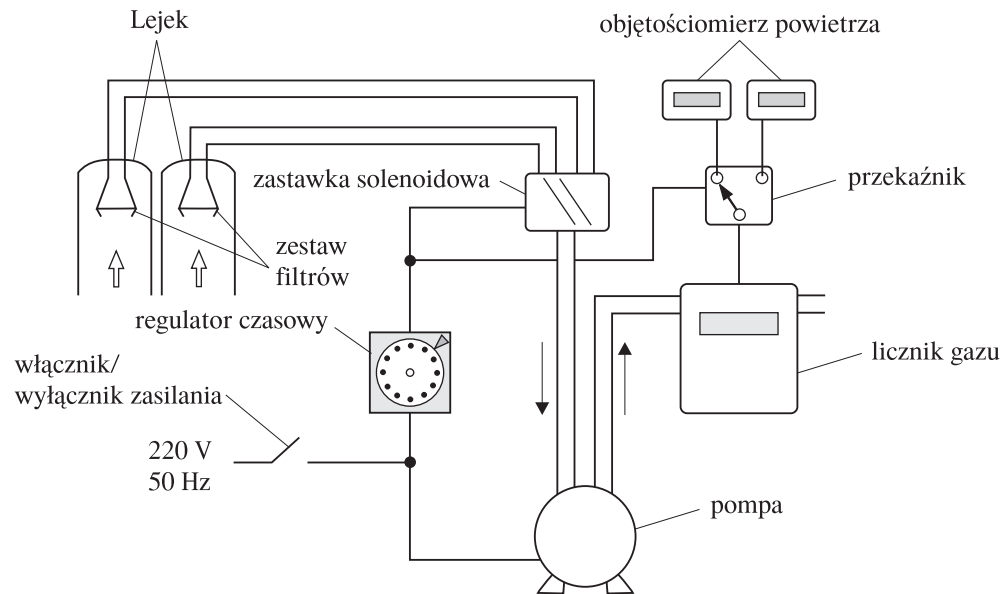 Lejek
objętościomierz powietrza
zastawka solenoidowa
przekaźnik
zestaw
filtrów
regulator czasowy
włącznik/
wyłącznik zasilania
licznik gazu
220 V
50 Hz
pompa